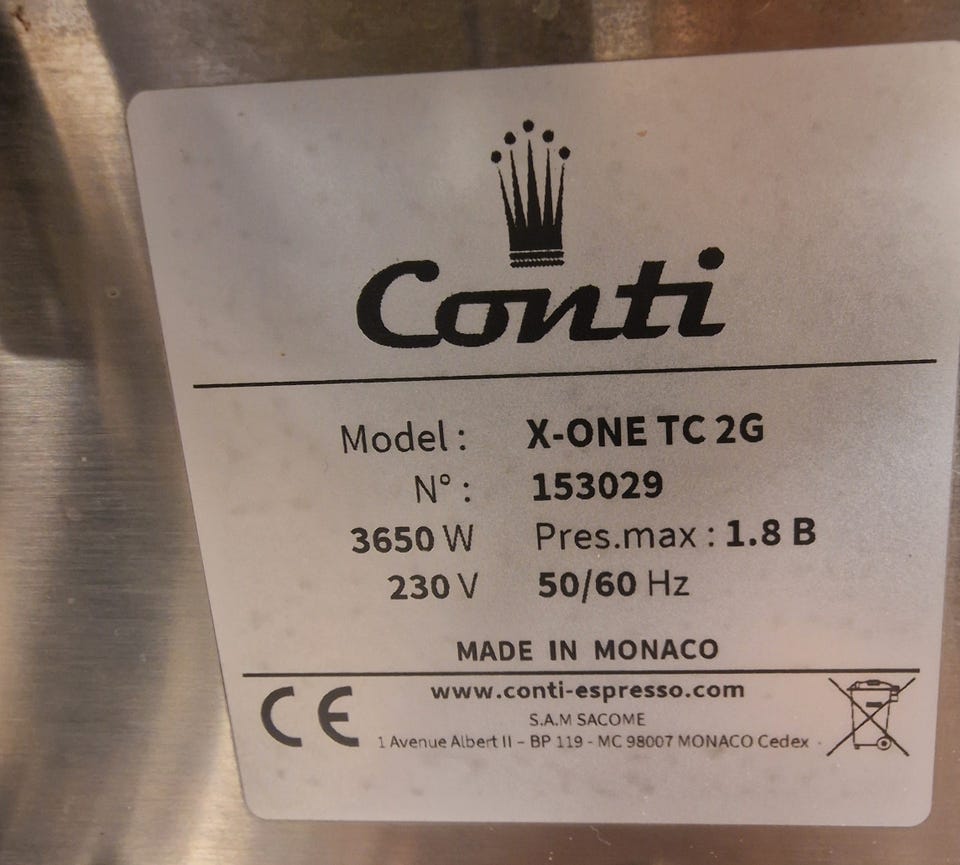 Conti
Model : X-ONE TC 2G
N° : 153029
3650 W Pres.max : 1.8 B
230 V 50/60 Hz
MADE IN MONACO
CE www.conti-espresso.com
S.A.M SACOME
1 Avenue Albert II – BP 119 - MC 98007 MONACO Cedex